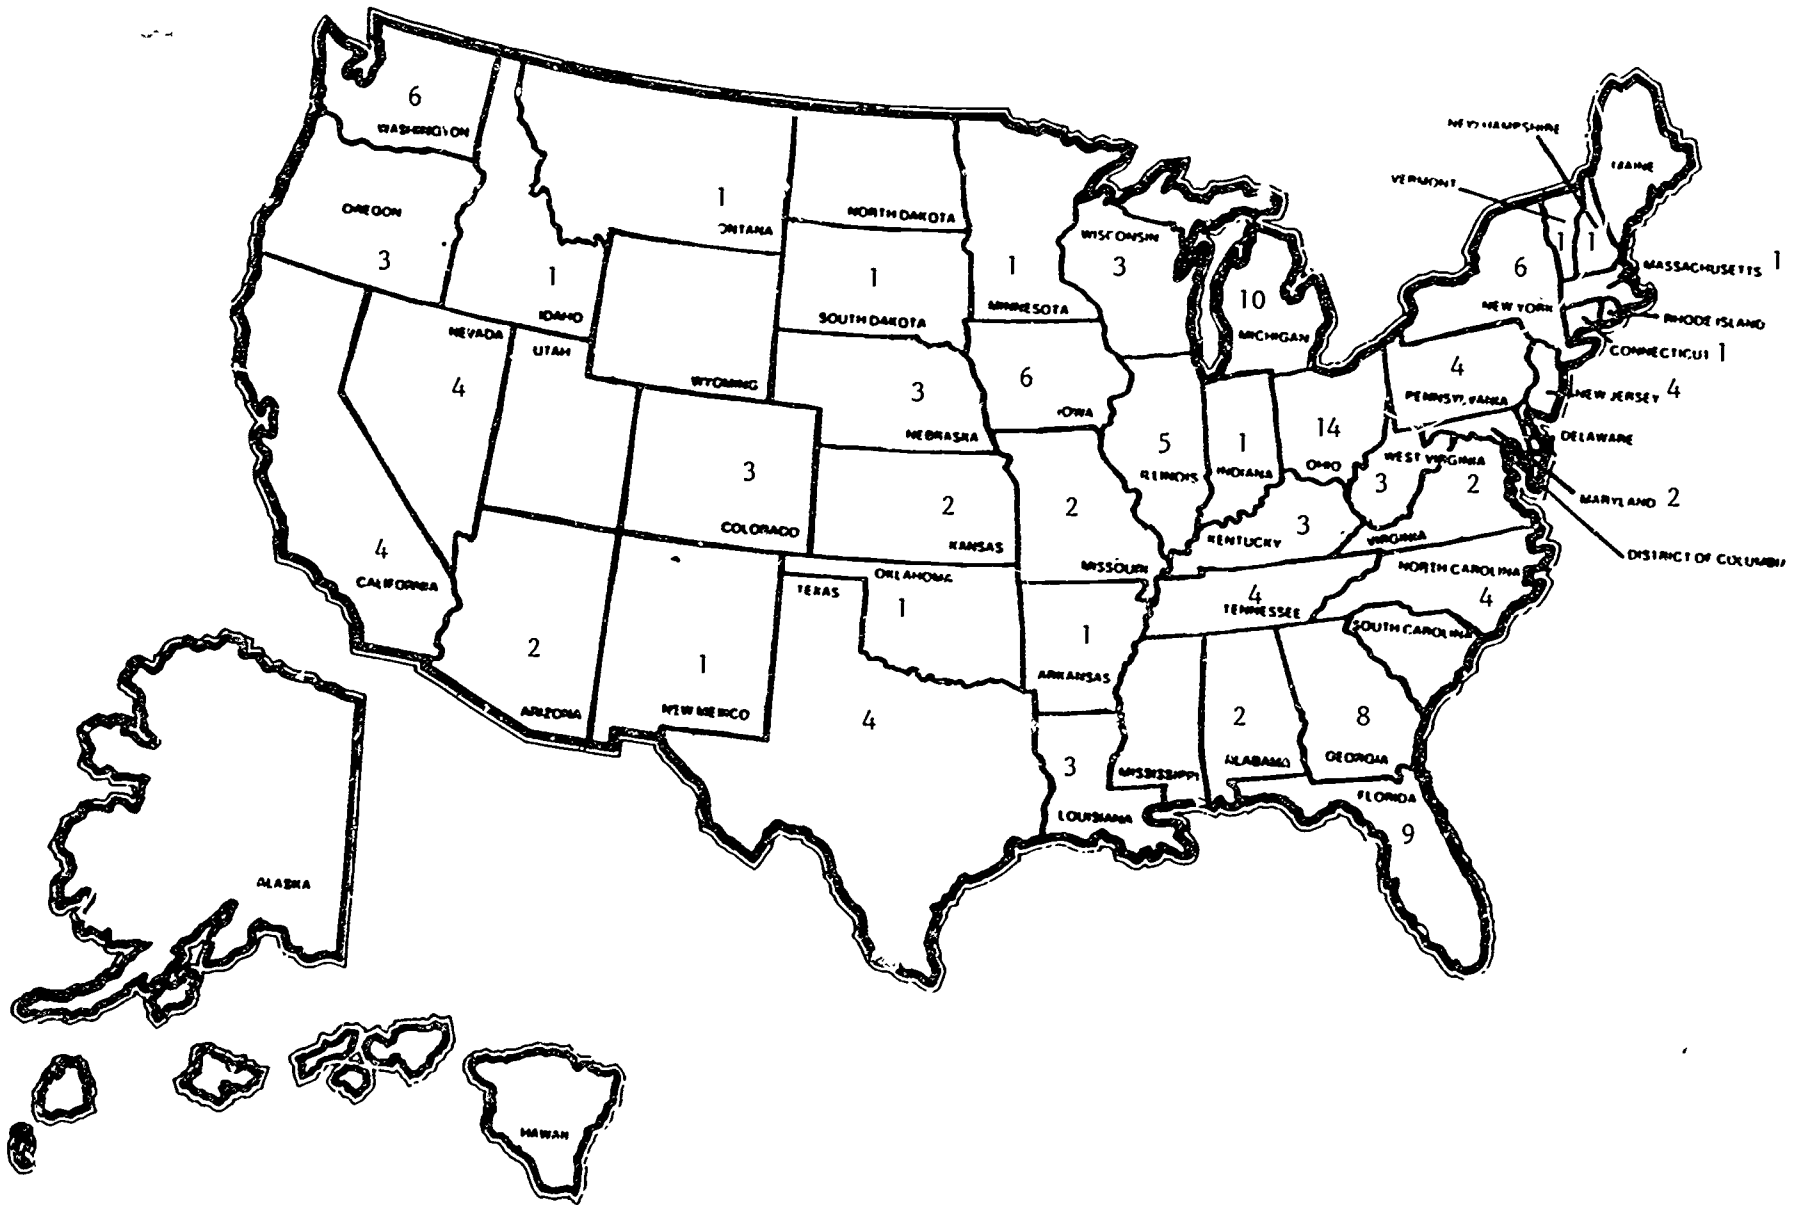 NEW HAMPSHIRE
6
WASHINGTON
MAINE
VERMONT
1
OREGON
NORTH DAKOTA
ONTANA
WISCONSIN
1
1
3
1
1
1
3
6
MASSACHUSETTS 1
10
MINNESOTA
NEW YORK
IDAHO
SOUTH DAKOTA
RHODE ISLAND
NEVADA
MICHIGAN
UTAH
CONNECTICUT 1
4
6
4
WYOMING
3
NEW JERSEY 4
PENNSYLVANIA
IOWA
NEBRASKA
14
DELAWARE
5
1
WEST VIRGINIA
OHIO
3
ILLINOIS
INDIANA
3
2
MARYLAND 2
2
2
COLORADO
3
KANSAS
KENTUCKY
VIRGINIA
4
DISTRICT OF COLUMBI
CALIFORNIA
OKLAHOMA
MISSOURI
NORTH CAROLINA
TEXAS
1
4
4
TENNESSEE
SOUTH CAROLINA
1
2
1
ARKANSAS
ARIZONA
NEW MEXICO
4
2
8
3
MISSISSIPPI
ALABAMA
GEORGIA
FLORIDA
LOUISIANA
9
ALASKA
HAWAII